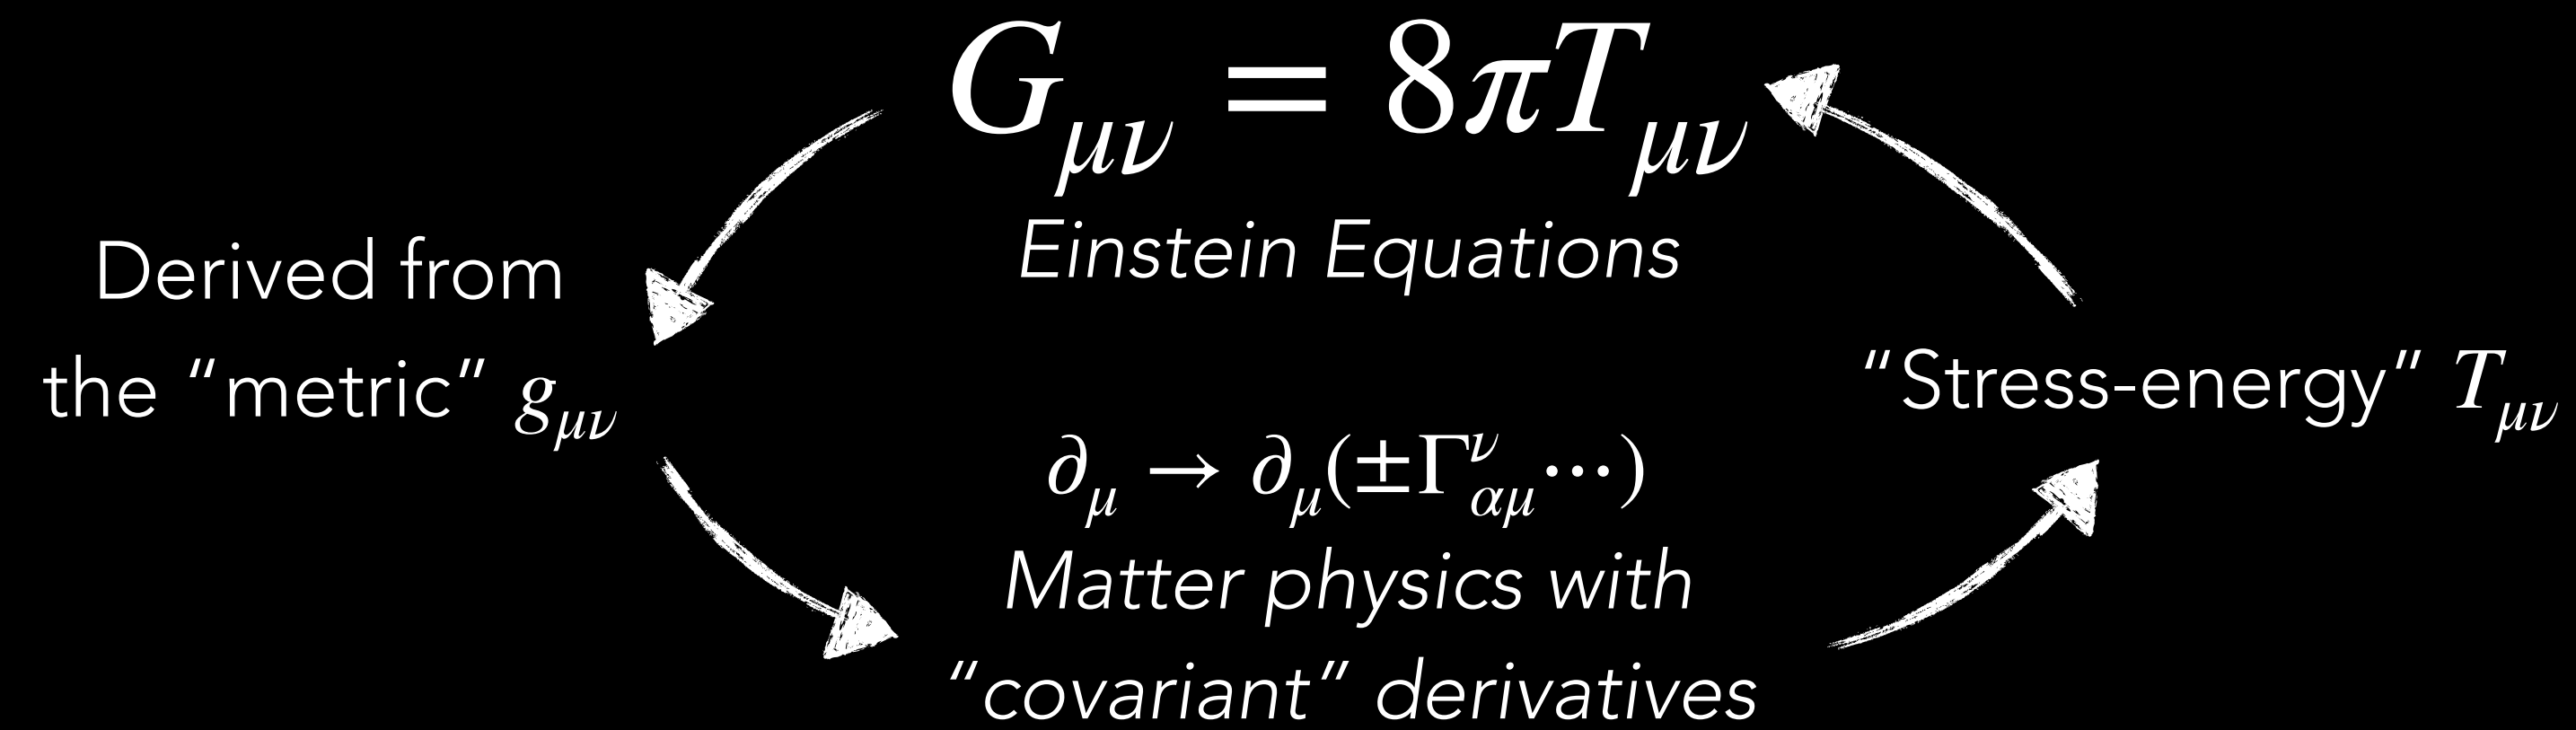 G_{μν} = 8πT_{μν}
Einstein Equations
Derived from
the “metric” g_{μν}
“Stress-energy” T_{μν}
∂_μ → ∂_μ(±Γ^ν_{αμ}⋯)
Matter physics with
“covariant” derivatives